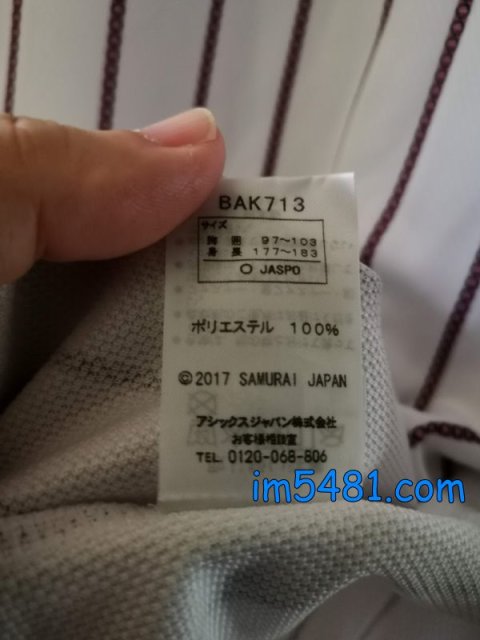 BAK713
サイズ
胸 囲 97～103
身 長 177～183
○ JASPO
ポリエステル 100%
©2017 SAMURAI JAPAN
アシックスジャパン株式会社
お客様相談室
TEL. 0120-068-806
im5481.com